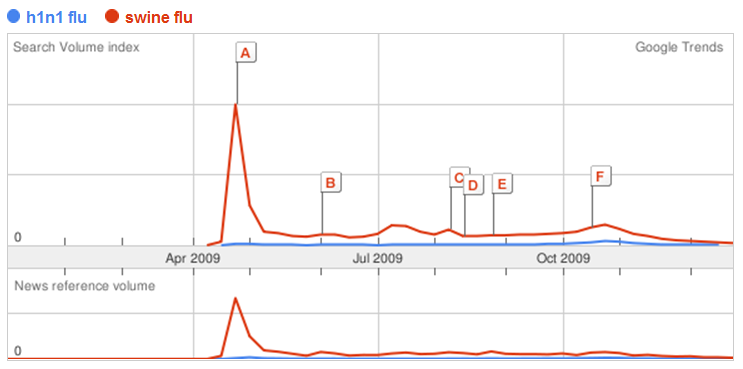 h1n1 flu swine flu
Search Volume index Google Trends
A
B
C
D
E
F
0
Apr 2009 Jul 2009 Oct 2009
News reference volume
0